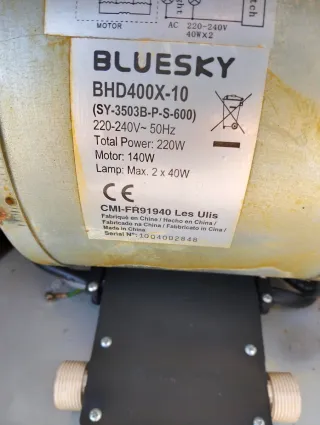 MOTOR
AC 220-240V
40W×2
BLUESKY
BHD400X-10
(SY-3503B-P-S-600)
220-240V~ 50Hz
Total Power: 220W
Motor: 140W
Lamp: Max. 2 x 40W
CE
CMI-FR91940 Les Ulis
Fabriqué en Chine / Hecho en China /
Fabricado na China / Fabbricato in Cina /
Made in China
Serial N°: 1004002848